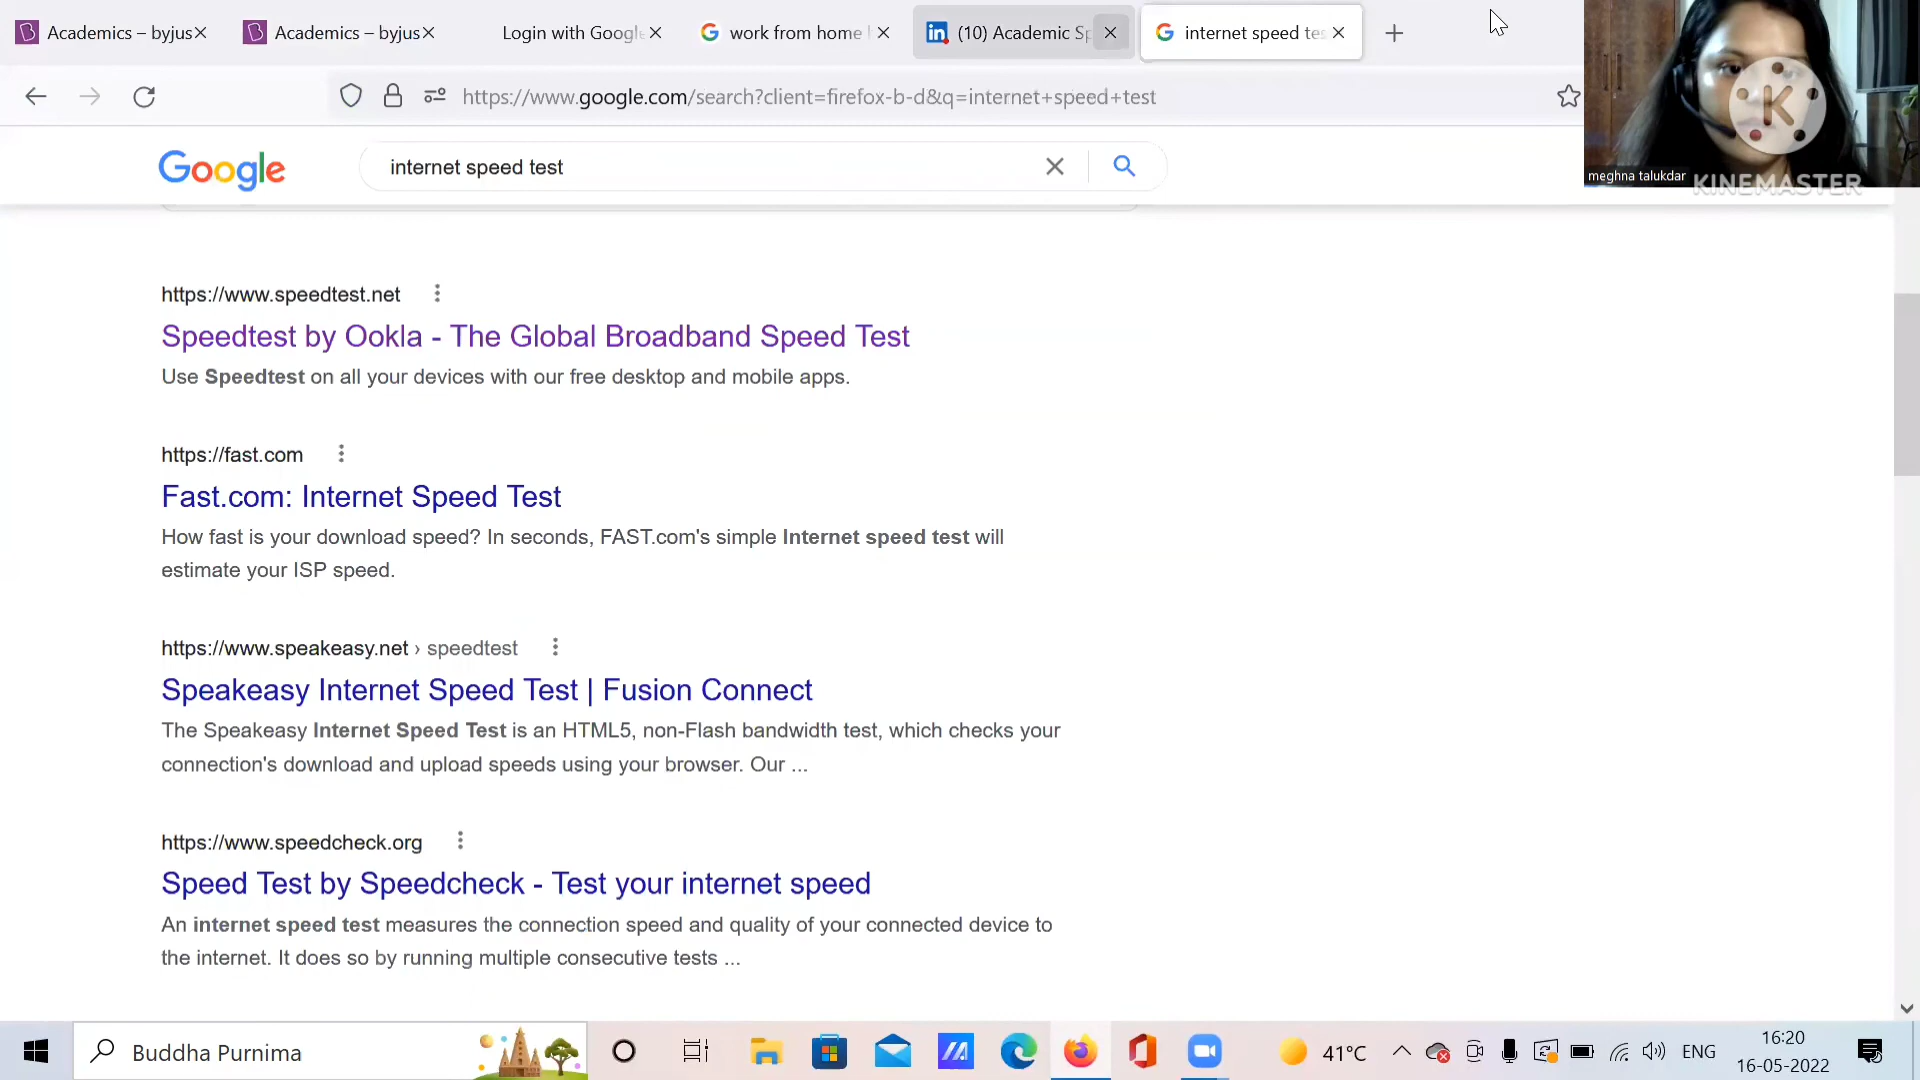 Academics – byjus
Academics – byjus
Login with Google
work from home
(10) Academic Sp
internet speed tes
https://www.google.com/search?client=firefox-b-d&q=internet+speed+test
Google
internet speed test
K
meghna talukdar
KINEMASTER
https://www.speedtest.net
Speedtest by Ookla - The Global Broadband Speed Test
Use Speedtest on all your devices with our free desktop and mobile apps.
https://fast.com
Fast.com: Internet Speed Test
How fast is your download speed? In seconds, FAST.com's simple Internet speed test will
estimate your ISP speed.
https://www.speakeasy.net › speedtest
Speakeasy Internet Speed Test | Fusion Connect
The Speakeasy Internet Speed Test is an HTML5, non-Flash bandwidth test, which checks your
connection's download and upload speeds using your browser. Our ...
https://www.speedcheck.org
Speed Test by Speedcheck - Test your internet speed
An internet speed test measures the connection speed and quality of your connected device to
the internet. It does so by running multiple consecutive tests ...
Buddha Purnima
41°C
ENG
16:20
16-05-2022